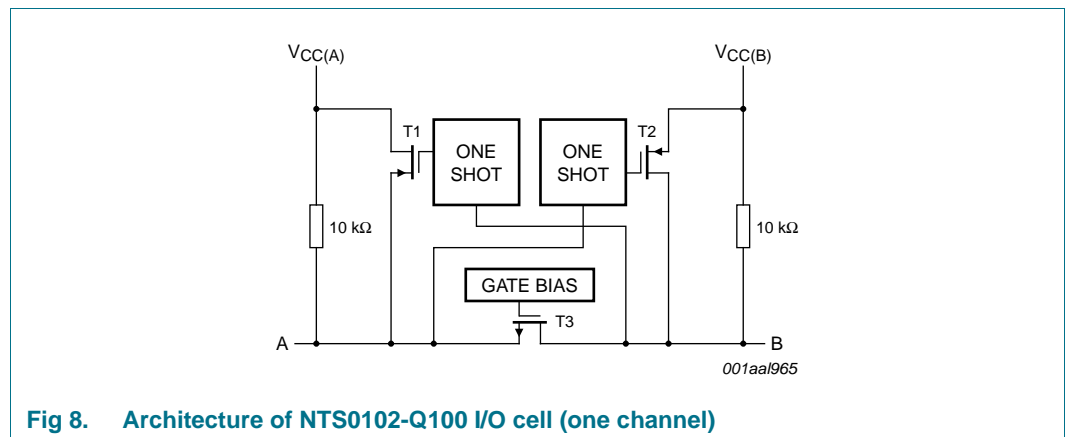 VCC(A)
VCC(B)
T1
ONE
SHOT
ONE
SHOT
T2
10 kΩ
10 kΩ
GATE BIAS
T3
A
B
001aal965
Fig 8. Architecture of NTS0102-Q100 I/O cell (one channel)